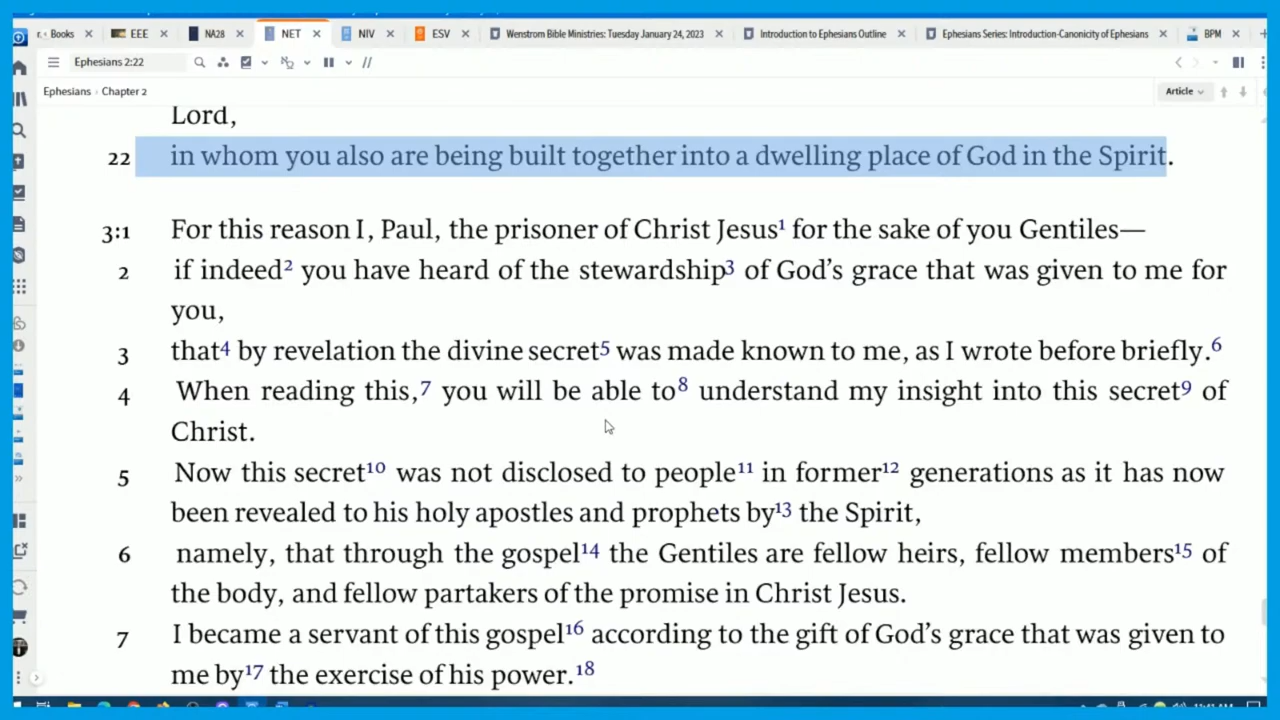 Books EEE NA28 NET NIV ESV Wenstrom Bible Ministries: Tuesday January 24, 2023 Introduction to Ephesians Outline Ephesians Series: Introduction-Canonicity of Ephesians BPM
Ephesians 2:22
Ephesians › Chapter 2 Article
Lord,
22 in whom you also are being built together into a dwelling place of God in the Spirit.
3:1 For this reason I, Paul, the prisoner of Christ Jesus1 for the sake of you Gentiles—
2 if indeed2 you have heard of the stewardship3 of God’s grace that was given to me for
you,
3 that4 by revelation the divine secret5 was made known to me, as I wrote before briefly.6
4 When reading this,7 you will be able to8 understand my insight into this secret9 of
Christ.
5 Now this secret10 was not disclosed to people11 in former12 generations as it has now
been revealed to his holy apostles and prophets by13 the Spirit,
6 namely, that through the gospel14 the Gentiles are fellow heirs, fellow members15 of
the body, and fellow partakers of the promise in Christ Jesus.
7 I became a servant of this gospel16 according to the gift of God’s grace that was given to
me by17 the exercise of his power.18